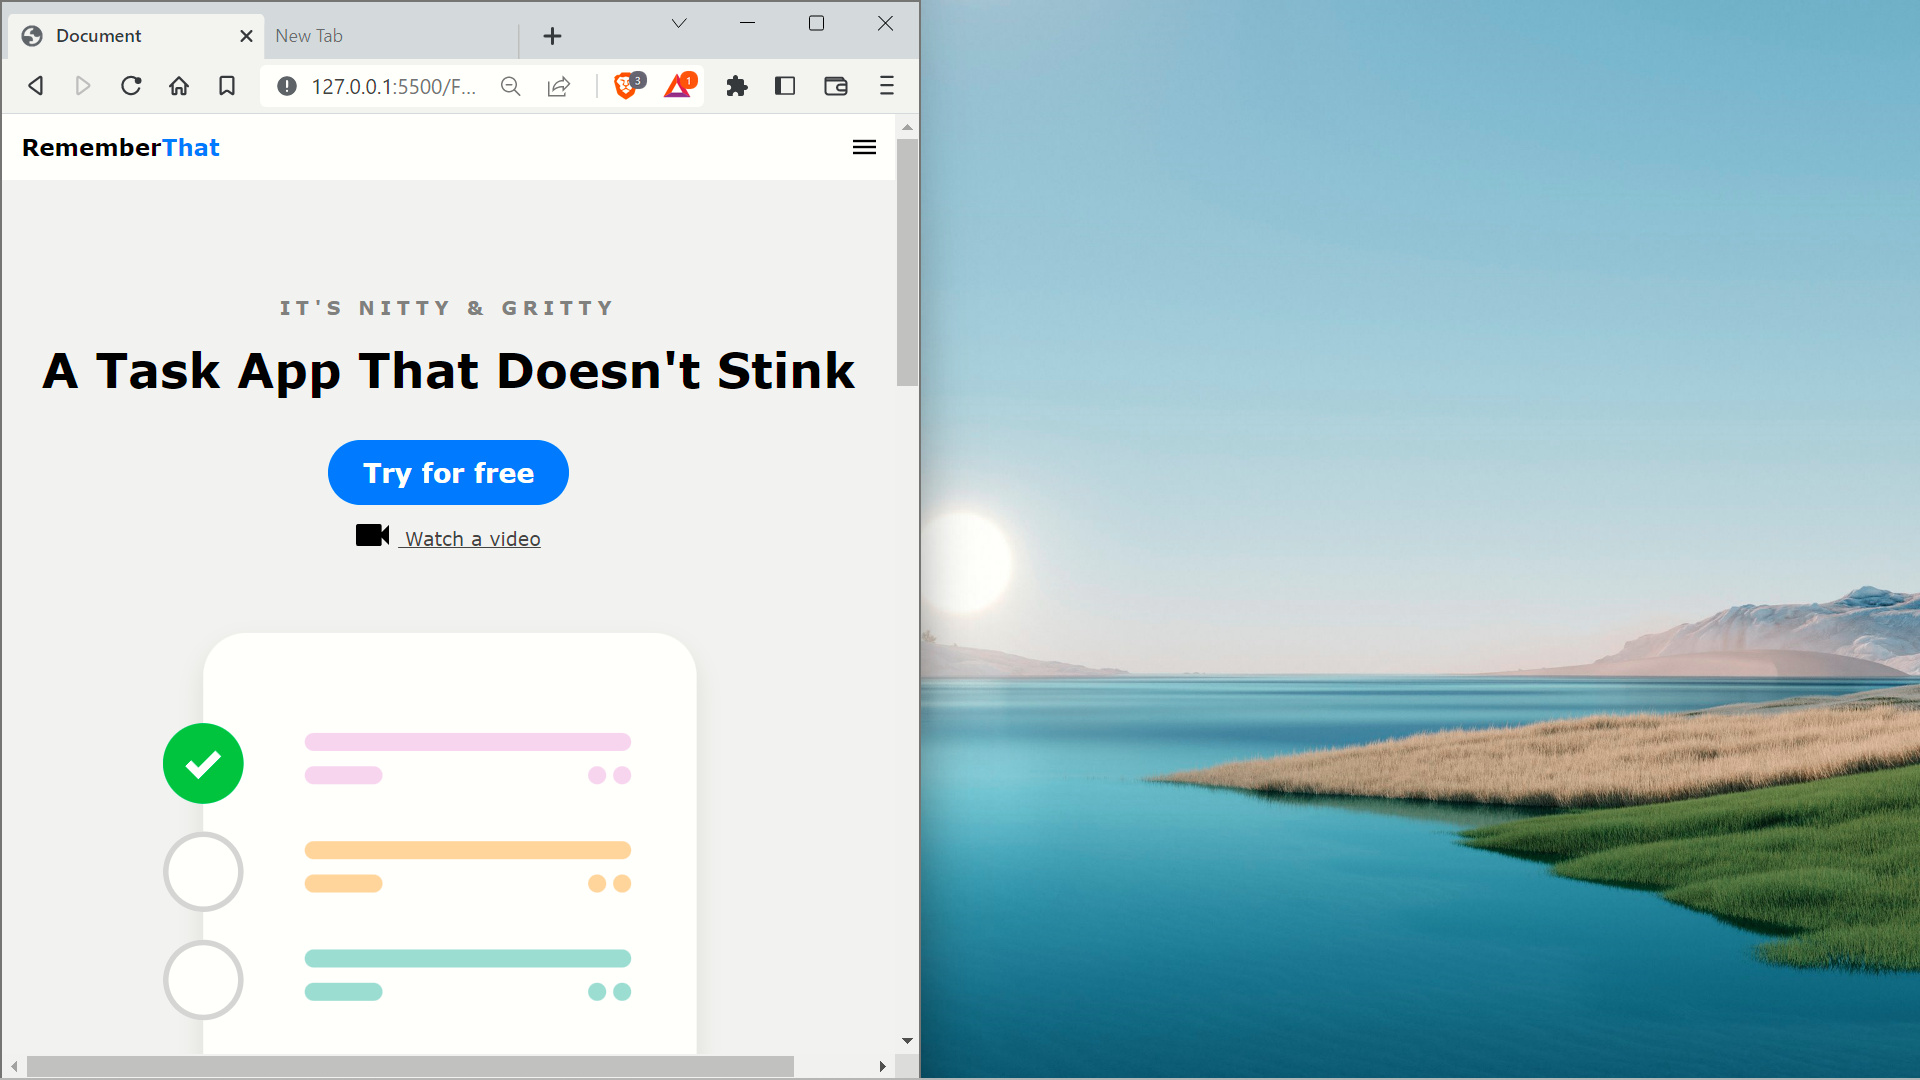 Document
New Tab
127.0.0.1:5500/F...
3
1
RememberThat
IT'S NITTY & GRITTY
A Task App That Doesn't Stink
Try for free
Watch a video